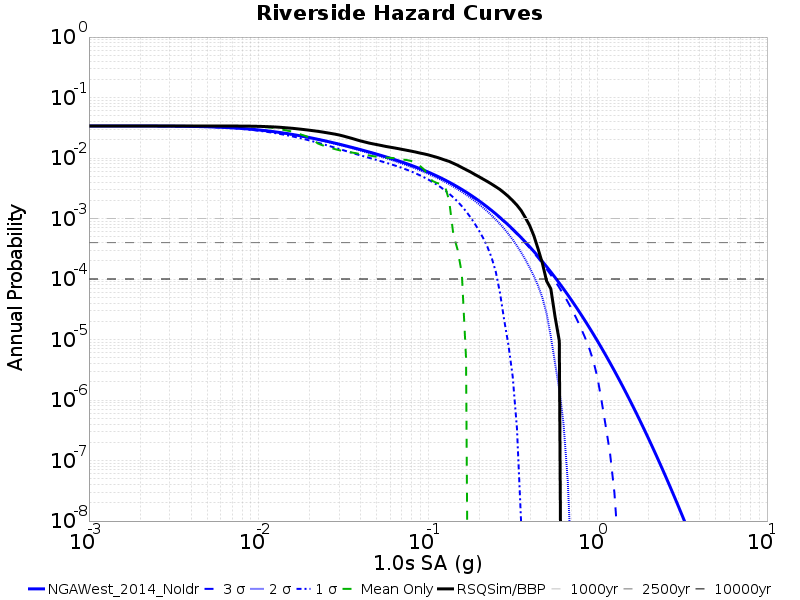 Riverside Hazard Curves
10^0
10^-1
10^-2
10^-3
10^-4
10^-5
10^-6
10^-7
10^-8
Annual Probability
10^-3 10^-2 10^-1 10^0 10^1
1.0s SA (g)
NGAWest_2014_NoIdr 3 σ 2 σ 1 σ Mean Only RSQSim/BBP 1000yr 2500yr 10000yr